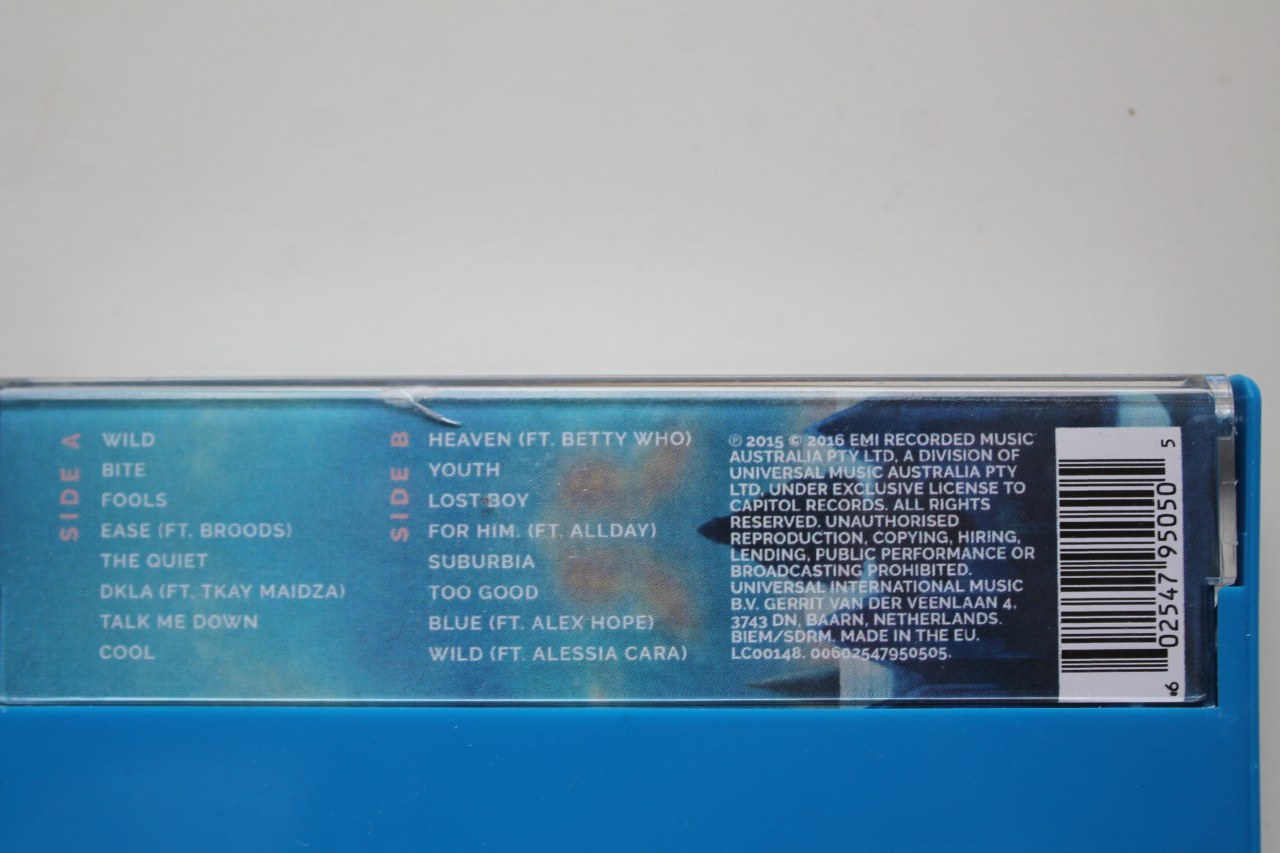 SIDE A
WILD
BITE
FOOLS
EASE (FT. BROODS)
THE QUIET
DKLA (FT. TKAY MAIDZA)
TALK ME DOWN
COOL
SIDE B
HEAVEN (FT. BETTY WHO)
YOUTH
LOST BOY
FOR HIM. (FT. ALLDAY)
SUBURBIA
TOO GOOD
BLUE (FT. ALEX HOPE)
WILD (FT. ALESSIA CARA)
℗ 2015 © 2016 EMI RECORDED MUSIC
AUSTRALIA PTY LTD, A DIVISION OF
UNIVERSAL MUSIC AUSTRALIA PTY
LTD. UNDER EXCLUSIVE LICENSE TO
CAPITOL RECORDS. ALL RIGHTS
RESERVED. UNAUTHORISED
REPRODUCTION, COPYING, HIRING,
LENDING, PUBLIC PERFORMANCE OR
BROADCASTING PROHIBITED.
UNIVERSAL INTERNATIONAL MUSIC
B.V. GERRIT VAN DER VEENLAAN 4.
3743 DN, BAARN, NETHERLANDS.
BIEM/SDRM. MADE IN THE EU.
LC00148. 00602547950505.
6 02547 95050 5